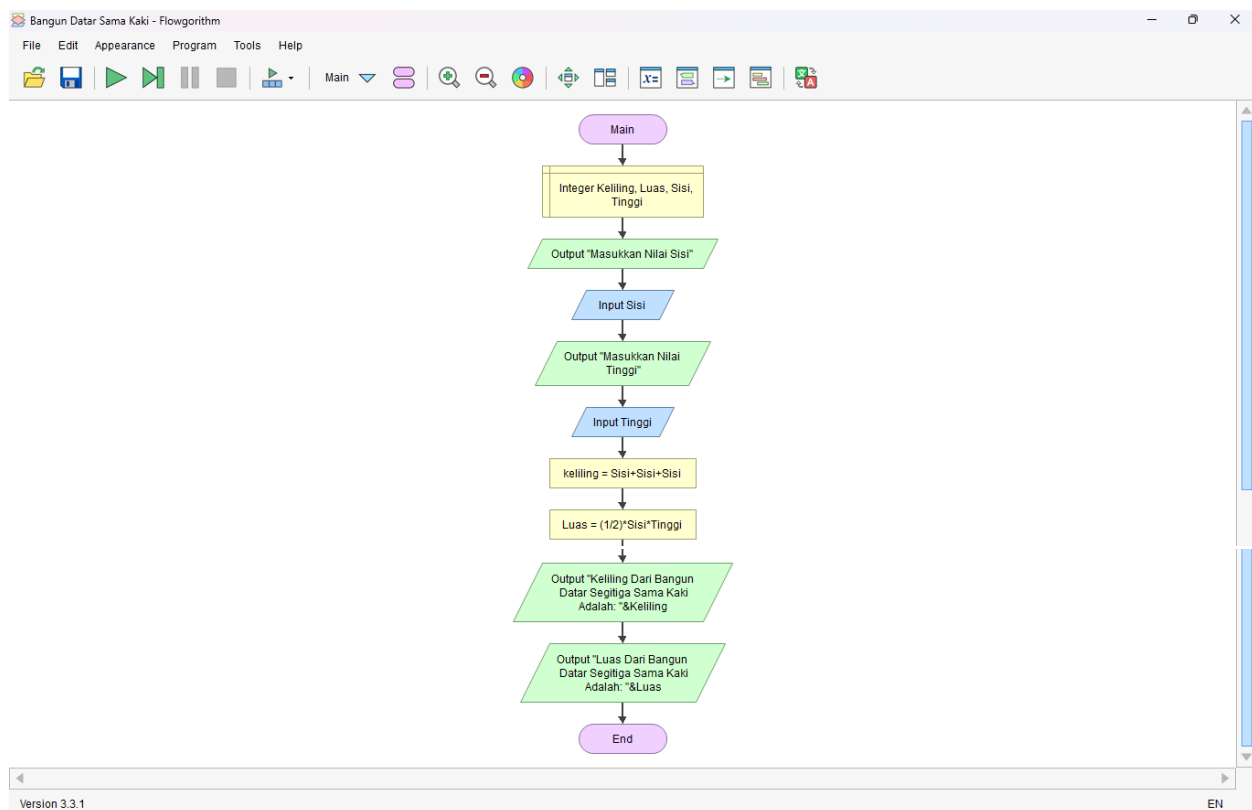 Bangun Datar Sama Kaki - Flowgorithm
File Edit Appearance Program Tools Help
Main
x=
Main
Integer Keliling, Luas, Sisi,
Tinggi
Output "Masukkan Nilai Sisi"
Input Sisi
Output "Masukkan Nilai
Tinggi"
Input Tinggi
keliling = Sisi+Sisi+Sisi
Luas = (1/2)*Sisi*Tinggi
Output "Keliling Dari Bangun
Datar Segitiga Sama Kaki
Adalah: "&Keliling
Output "Luas Dari Bangun
Datar Segitiga Sama Kaki
Adalah: "&Luas
End
Version 3.3.1
EN